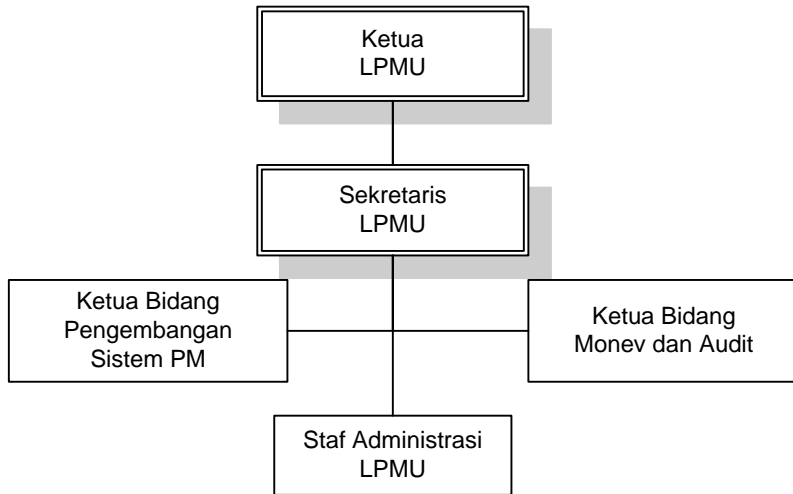 Ketua
LPMU
Sekretaris
LPMU
Ketua Bidang
Pengembangan
Sistem PM
Ketua Bidang
Monev dan Audit
Staf Administrasi
LPMU